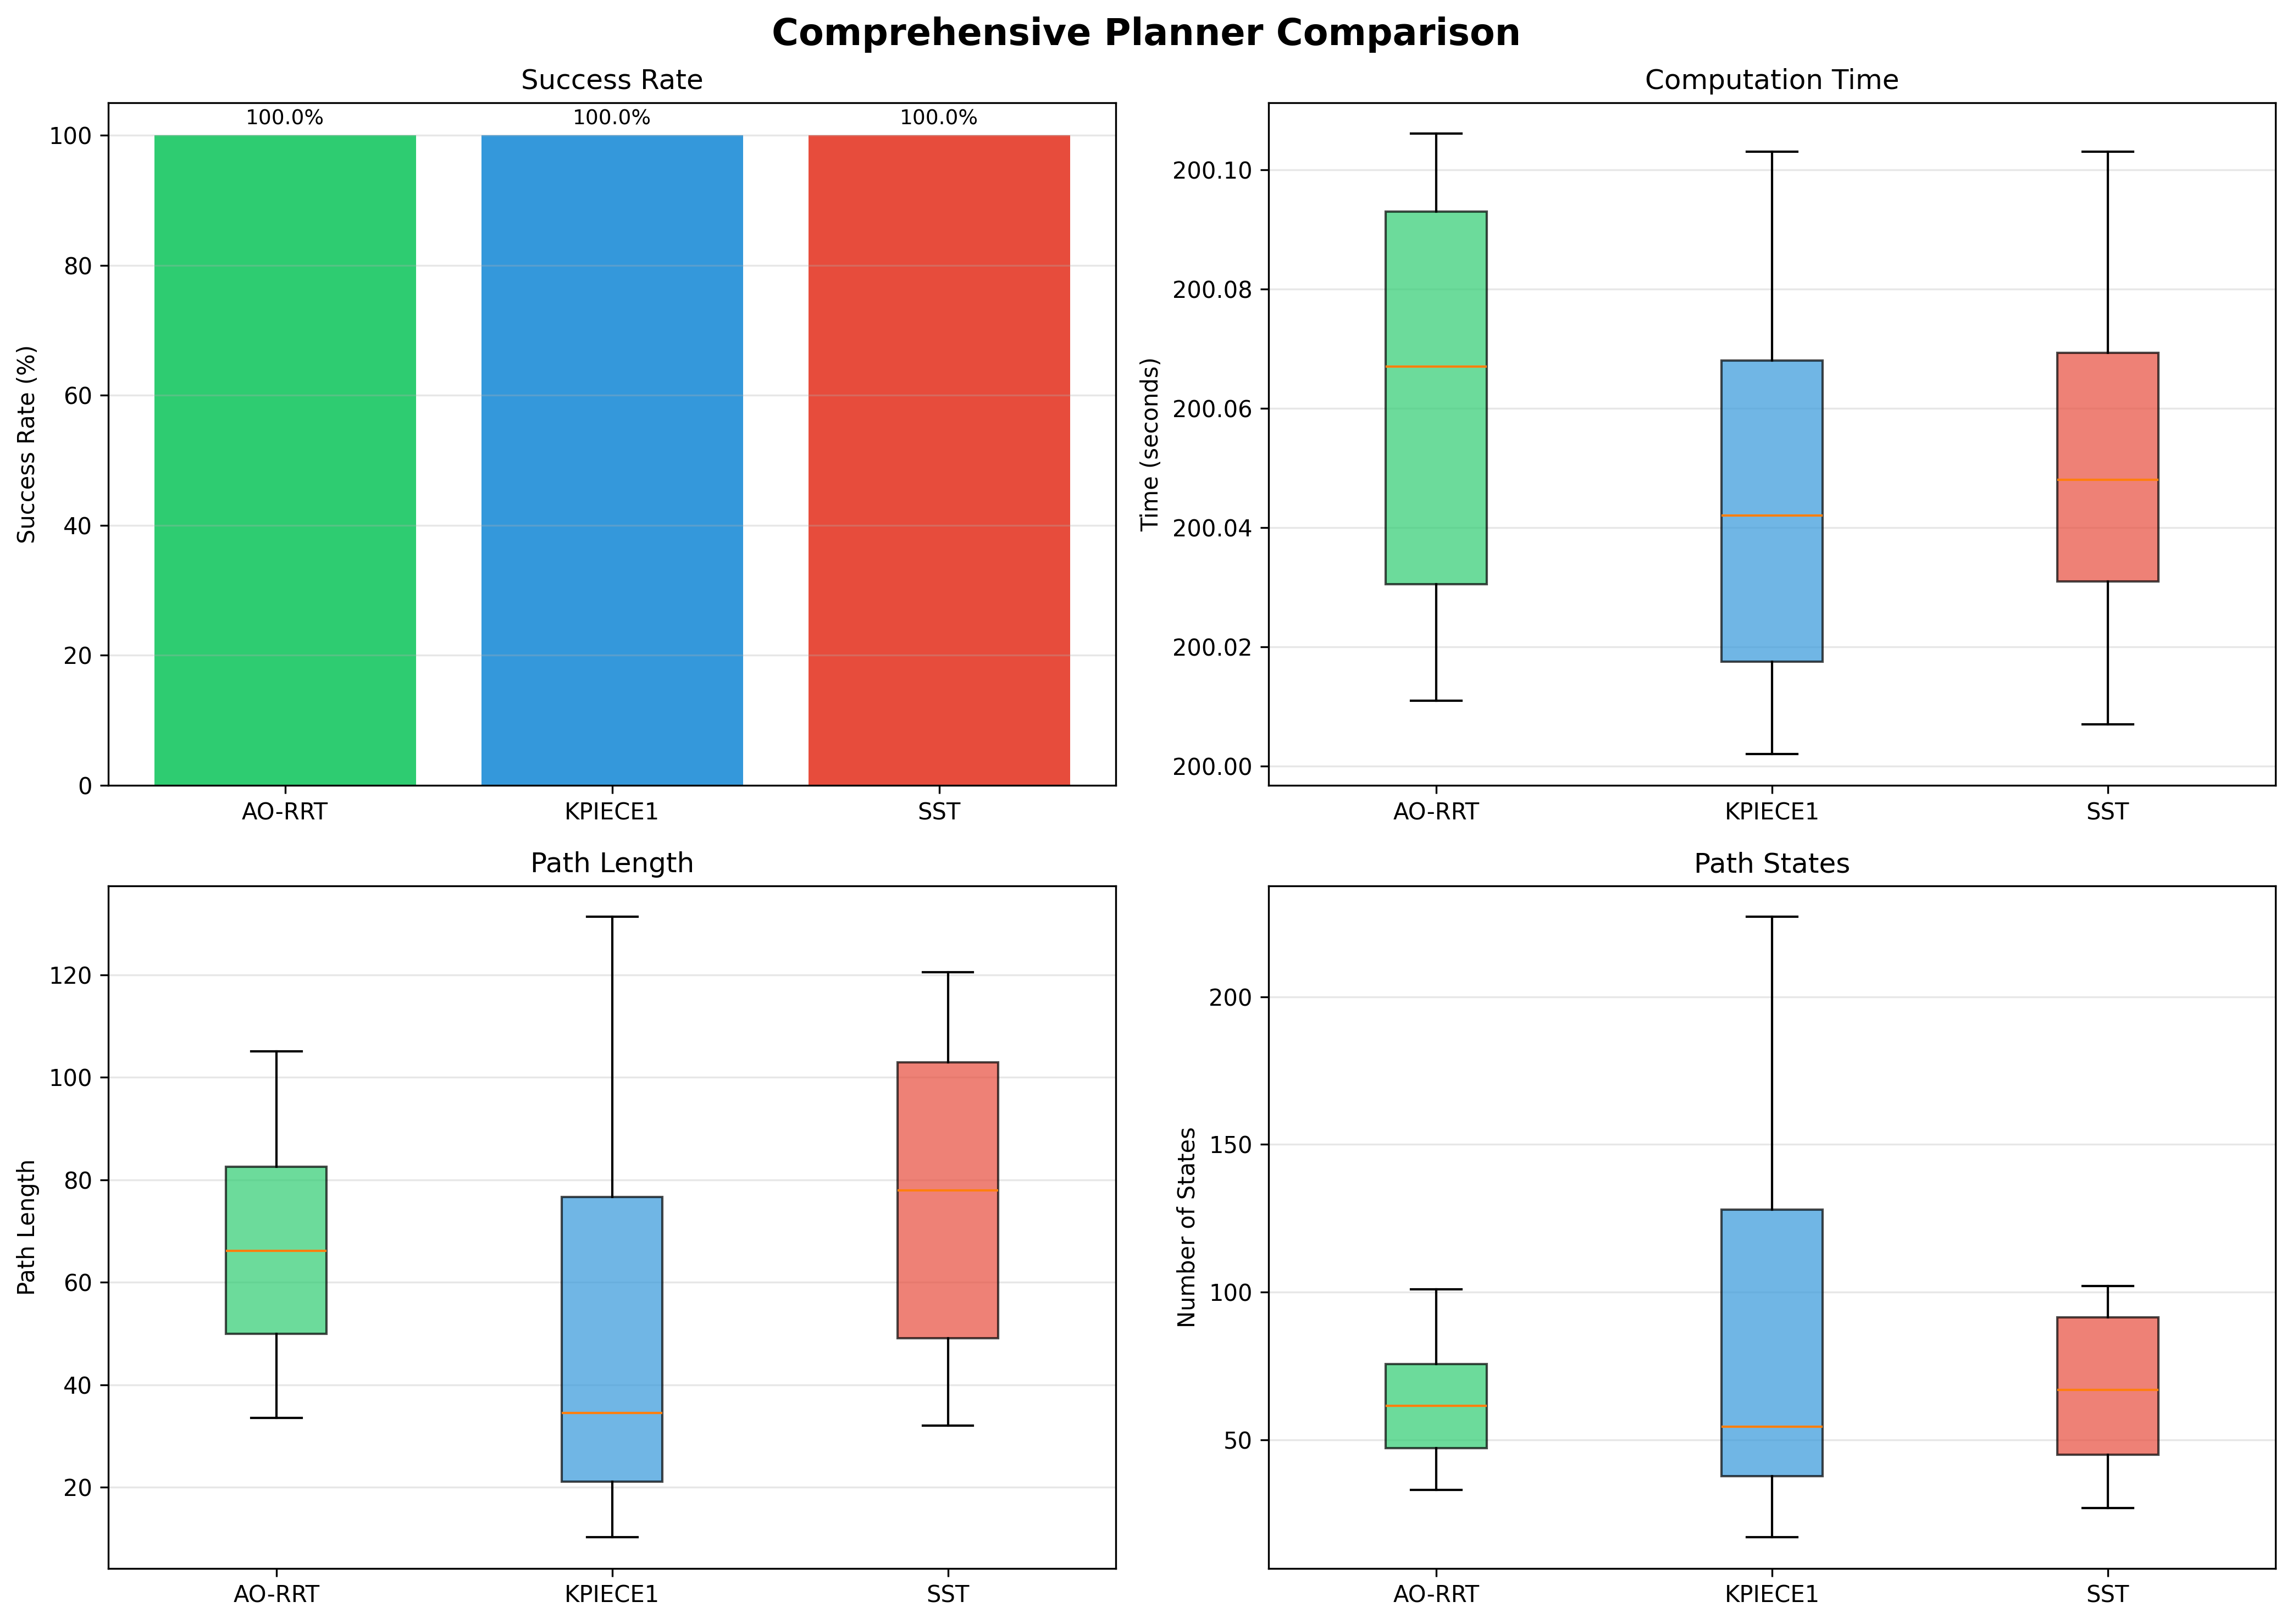 Comprehensive Planner Comparison
Success Rate
Success Rate (%)
100
80
60
40
20
0
100.0%
100.0%
100.0%
AO-RRT
KPIECE1
SST
Computation Time
Time (seconds)
200.10
200.08
200.06
200.04
200.02
200.00
AO-RRT
KPIECE1
SST
Path Length
Path Length
120
100
80
60
40
20
AO-RRT
KPIECE1
SST
Path States
Number of States
200
150
100
50
AO-RRT
KPIECE1
SST